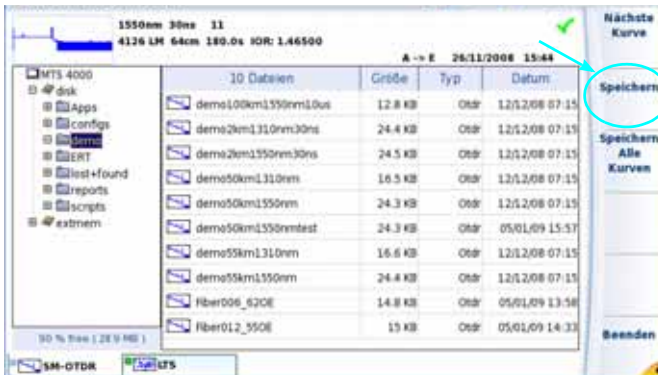 1550nm 30ns 11
4126 LM 64cm 180.0s IOR: 1.46500
A -> E 26/11/2008 15:44
Nächste
Kurve
Speichern
Speichern
Alle
Kurven
Beenden
MTS 4000
disk
Apps
configs
demo
ERT
lost+found
reports
scripts
extmem
10 Dateien Größe Typ Datum
demo100km1550nm10us 12.8 KB Otdr 12/12/08 07:15
demo2km1310nm30ns 24.4 KB Otdr 12/12/08 07:15
demo2km1550nm30ns 24.5 KB Otdr 12/12/08 07:15
demo50km1310nm 16.5 KB Otdr 12/12/08 07:15
demo50km1550nm 24.3 KB Otdr 12/12/08 07:15
demo50km1550nmtest 24.3 KB Otdr 05/01/09 15:57
demo55km1310nm 16.6 KB Otdr 12/12/08 07:15
demo55km1550nm 24.4 KB Otdr 12/12/08 07:15
Fiber006_62OE 14.8 KB Otdr 05/01/09 13:58
Fiber012_55OE 15 KB Otdr 05/01/09 14:33
50 % free ( 28.9 MB )
SM-OTDR LTS